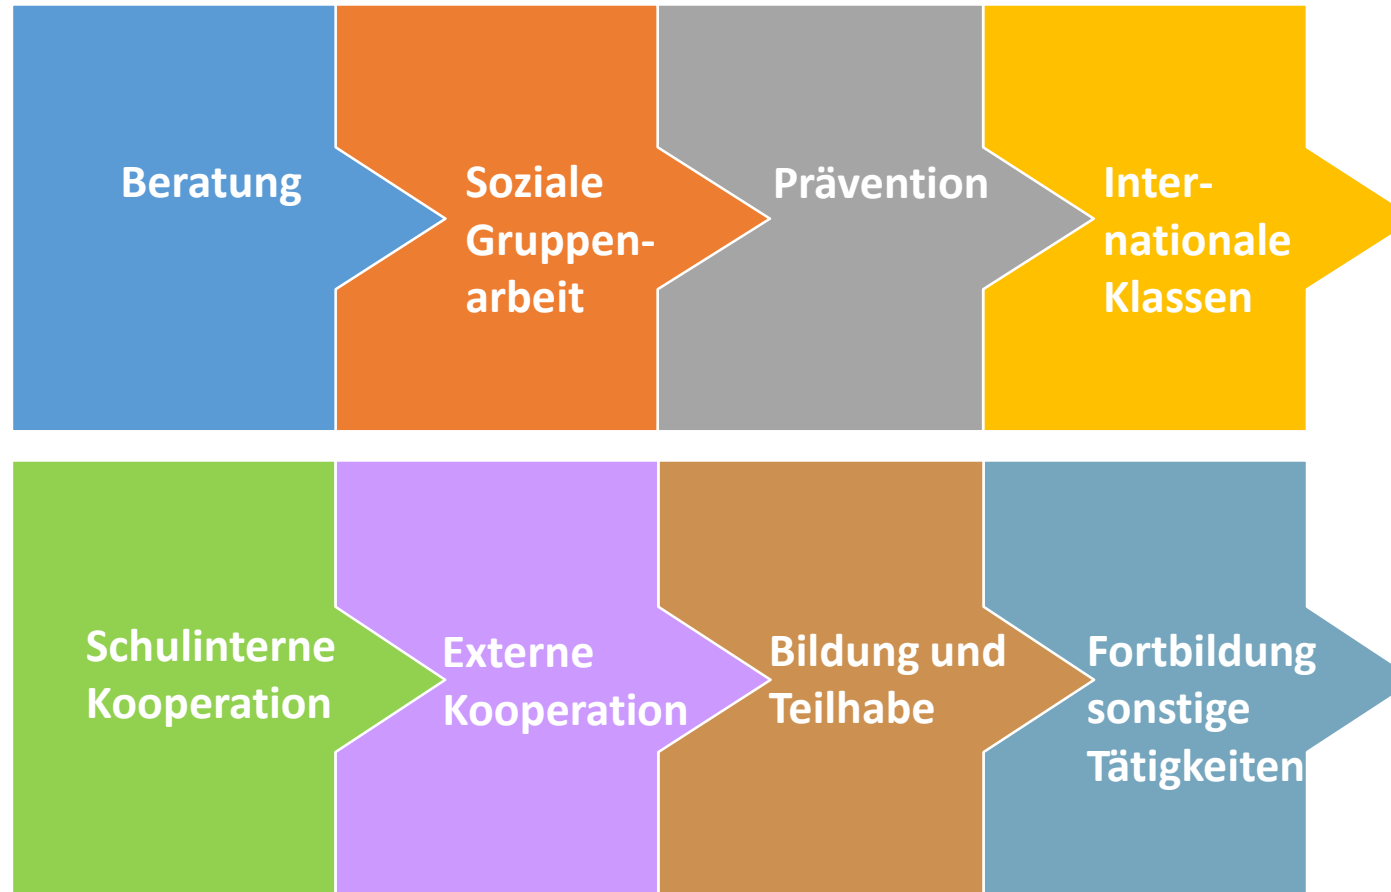 Beratung
Soziale
Gruppen-
arbeit
Prävention
Inter-
nationale
Klassen
Schulinterne
Kooperation
Externe
Kooperation
Bildung und
Teilhabe
Fortbildung
sonstige
Tätigkeiten